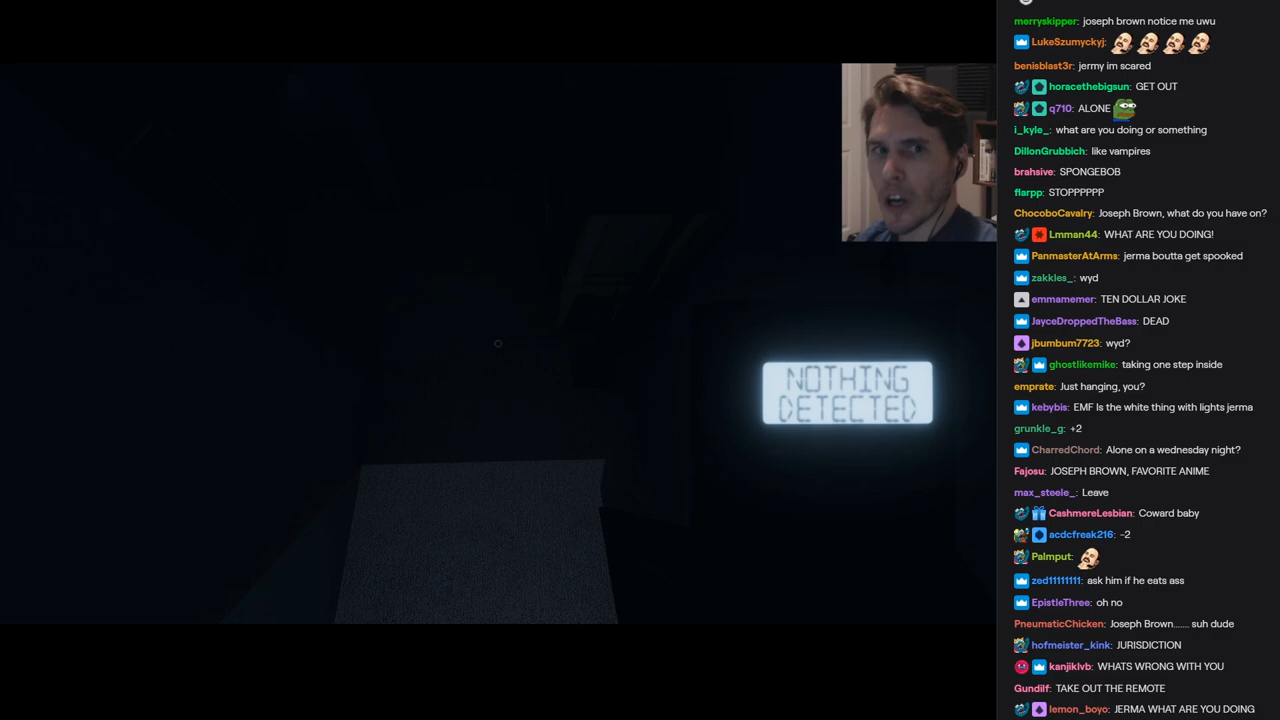 NOTHING
DETECTED
merryskipper: joseph brown notice me uwu
LukeSzumyckyj:
benisblast3r: jermy im scared
horacethebigsun: GET OUT
q710: ALONE
i_kyle_: what are you doing or something
DillonGrubbich: like vampires
brahsive: SPONGEBOB
flarpp: STOPPPPPP
ChocoboCavalry: Joseph Brown, what do you have on?
Lmman44: WHAT ARE YOU DOING!
PanmasterAtArms: jerma boutta get spooked
zakkles_: wyd
emmamemer: TEN DOLLAR JOKE
JayceDroppedTheBass: DEAD
jbumbum7723: wyd?
ghostlikemike: taking one step inside
emprate: Just hanging, you?
kebybis: EMF Is the white thing with lights jerma
grunkle_g: +2
CharredChord: Alone on a wednesday night?
Fajosu: JOSEPH BROWN, FAVORITE ANIME
max_steele_: Leave
CashmereLesbian: Coward baby
acdcfreak216: -2
Palmput:
zed11111111: ask him if he eats ass
EpistleThree: oh no
PneumaticChicken: Joseph Brown....... suh dude
hofmeister_kink: JURISDICTION
kanjiklvb: WHATS WRONG WITH YOU
Gundilf: TAKE OUT THE REMOTE
lemon_boyo: JERMA WHAT ARE YOU DOING